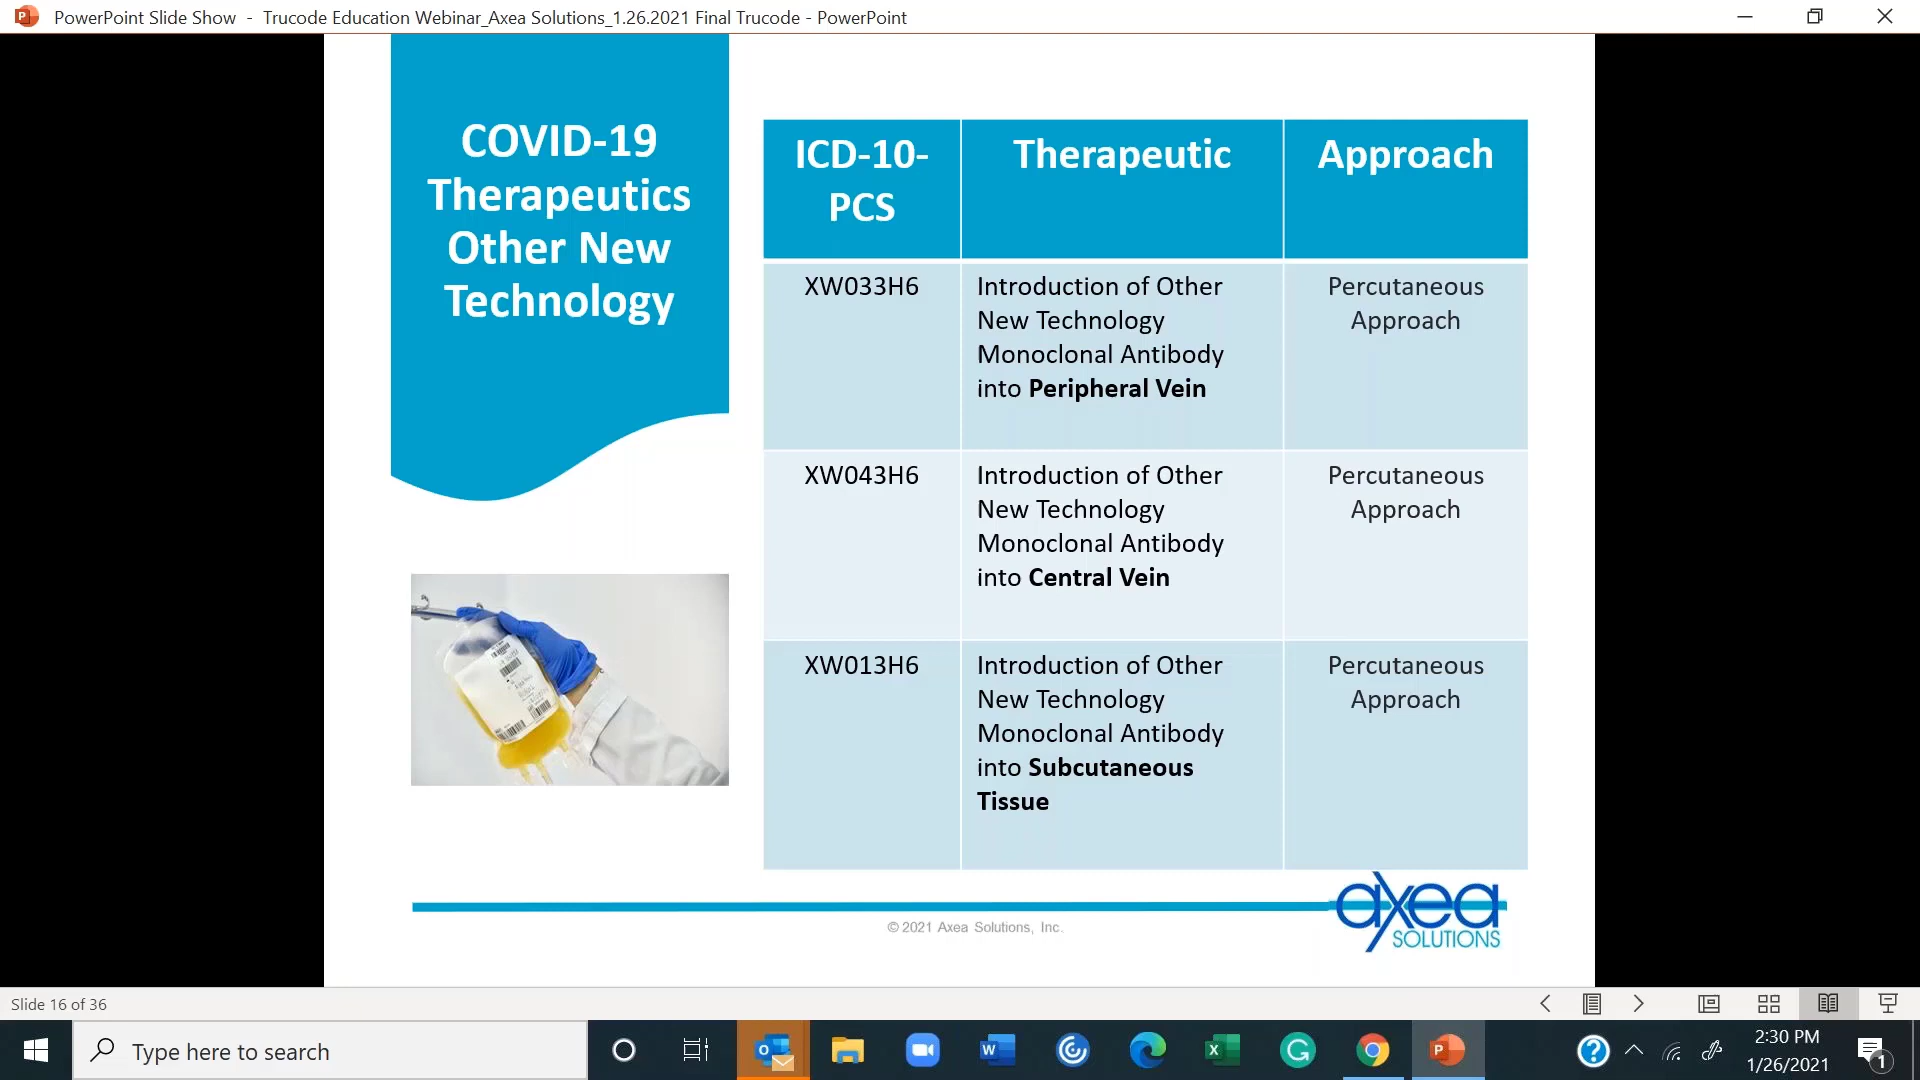 PowerPoint Slide Show - Trucode Education Webinar_Axea Solutions_1.26.2021 Final Trucode - PowerPoint
COVID-19
Therapeutics
Other New
Technology
ICD-10-
PCS
Therapeutic
Approach
XW033H6
Introduction of Other
New Technology
Monoclonal Antibody
into Peripheral Vein
Percutaneous
Approach
XW043H6
Introduction of Other
New Technology
Monoclonal Antibody
into Central Vein
Percutaneous
Approach
XW013H6
Introduction of Other
New Technology
Monoclonal Antibody
into Subcutaneous
Tissue
Percutaneous
Approach
axea
SOLUTIONS
© 2021 Axea Solutions, Inc.
Slide 16 of 36
Type here to search
2:30 PM
1/26/2021
1